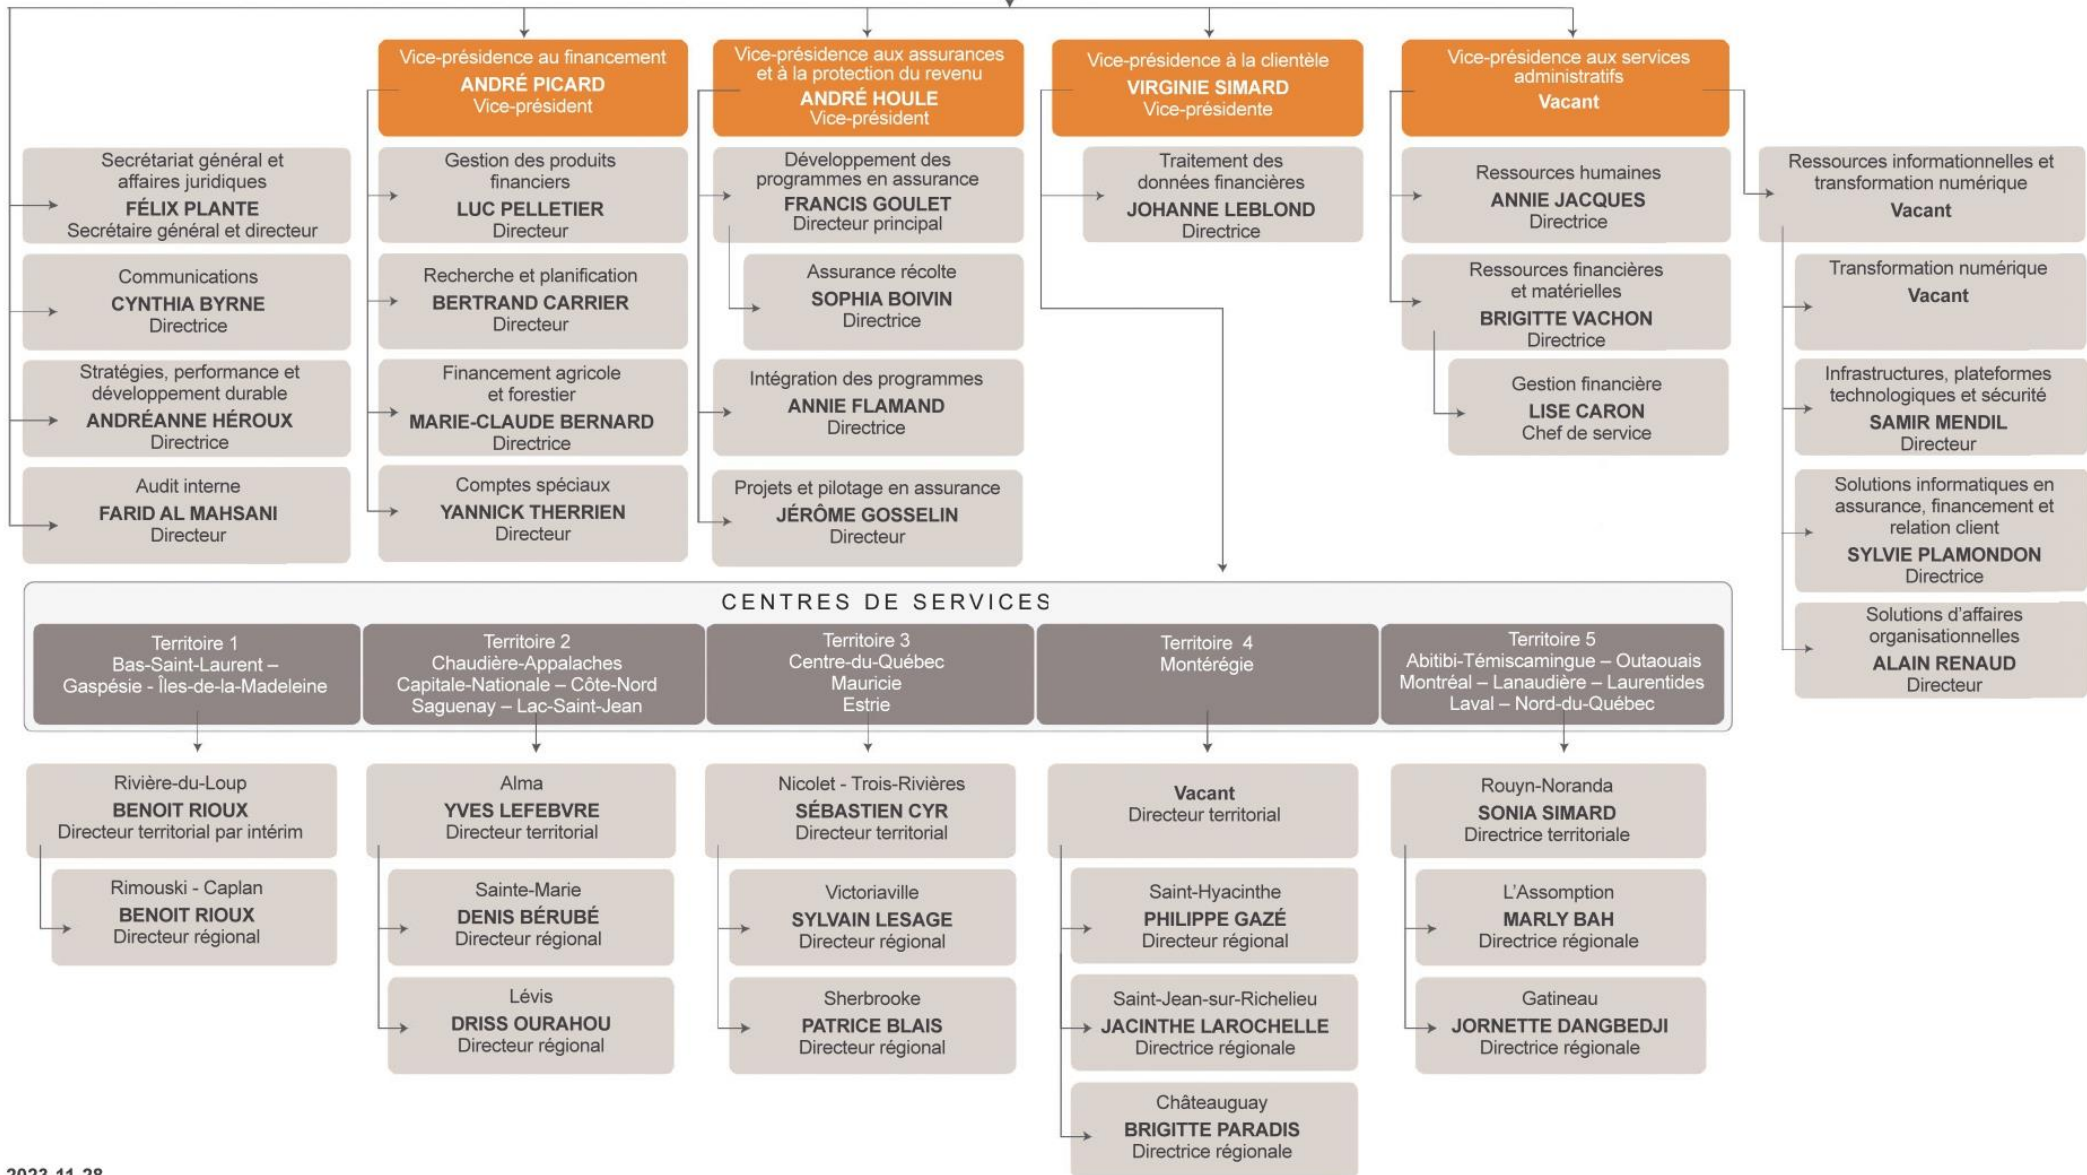 Vice-présidence au financement
ANDRÉ PICARD
Vice-président
Vice-présidence aux assurances
et à la protection du revenu
ANDRÉ HOULE
Vice-président
Vice-présidence à la clientèle
VIRGINIE SIMARD
Vice-présidente
Vice-présidence aux services
administratifs
Vacant
Secrétariat général et
affaires juridiques
FÉLIX PLANTE
Secrétaire général et directeur
Communications
CYNTHIA BYRNE
Directrice
Stratégies, performance et
développement durable
ANDRÉANNE HÉROUX
Directrice
Audit interne
FARID AL MAHSANI
Directeur
Gestion des produits
financiers
LUC PELLETIER
Directeur
Recherche et planification
BERTRAND CARRIER
Directeur
Financement agricole
et forestier
MARIE-CLAUDE BERNARD
Directrice
Comptes spéciaux
YANNICK THERRIEN
Directeur
Développement des
programmes en assurance
FRANCIS GOULET
Directeur principal
Assurance récolte
SOPHIA BOIVIN
Directrice
Intégration des programmes
ANNIE FLAMAND
Directrice
Projets et pilotage en assurance
JÉRÔME GOSSELIN
Directeur
Traitement des
données financières
JOHANNE LEBLOND
Directrice
Ressources humaines
ANNIE JACQUES
Directrice
Ressources financières
et matérielles
BRIGITTE VACHON
Directrice
Gestion financière
LISE CARON
Chef de service
Ressources informationnelles et
transformation numérique
Vacant
Transformation numérique
Vacant
Infrastructures, plateformes
technologiques et sécurité
SAMIR MENDIL
Directeur
Solutions informatiques en
assurance, financement et
relation client
SYLVIE PLAMONDON
Directrice
Solutions d'affaires
organisationnelles
ALAIN RENAUD
Directeur
CENTRES DE SERVICES
Territoire 1
Bas-Saint-Laurent –
Gaspésie - Îles-de-la-Madeleine
Territoire 2
Chaudière-Appalaches
Capitale-Nationale – Côte-Nord
Saguenay – Lac-Saint-Jean
Territoire 3
Centre-du-Québec
Mauricie
Estrie
Territoire 4
Montérégie
Territoire 5
Abitibi-Témiscamingue – Outaouais
Montréal – Lanaudière – Laurentides
Laval – Nord-du-Québec
Rivière-du-Loup
BENOIT RIOUX
Directeur territorial par intérim
Rimouski - Caplan
BENOIT RIOUX
Directeur régional
Alma
YVES LEFEBVRE
Directeur territorial
Sainte-Marie
DENIS BÉRUBÉ
Directeur régional
Lévis
DRISS OURAHOU
Directeur régional
Nicolet - Trois-Rivières
SÉBASTIEN CYR
Directeur territorial
Victoriaville
SYLVAIN LESAGE
Directeur régional
Sherbrooke
PATRICE BLAIS
Directeur régional
Vacant
Directeur territorial
Saint-Hyacinthe
PHILIPPE GAZÉ
Directeur régional
Saint-Jean-sur-Richelieu
JACINTHE LAROCHELLE
Directrice régionale
Châteauguay
BRIGITTE PARADIS
Directrice régionale
Rouyn-Noranda
SONIA SIMARD
Directrice territoriale
L'Assomption
MARLY BAH
Directrice régionale
Gatineau
JORNETTE DANGBEDJI
Directrice régionale
2023-11-28